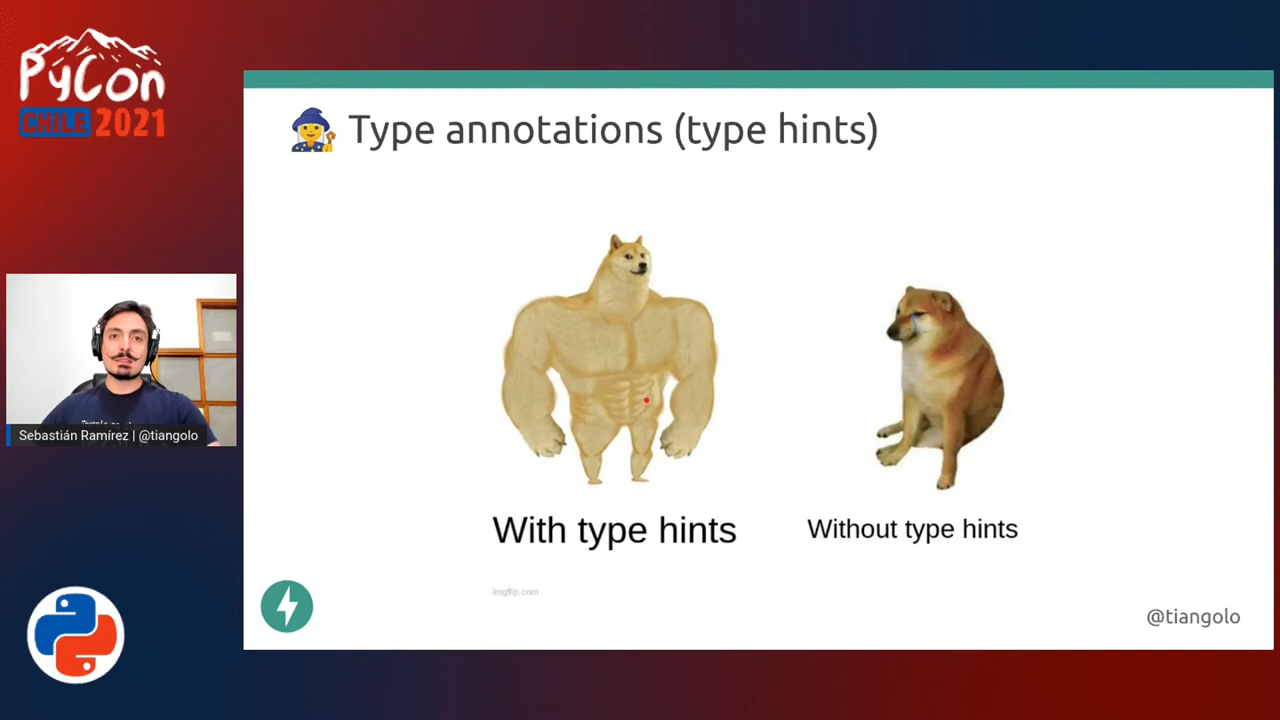 PyCon
CHILE 2021
Type annotations (type hints)
Sebastián Ramírez | @tiangolo
With type hints
Without type hints
imgflip.com
@tiangolo